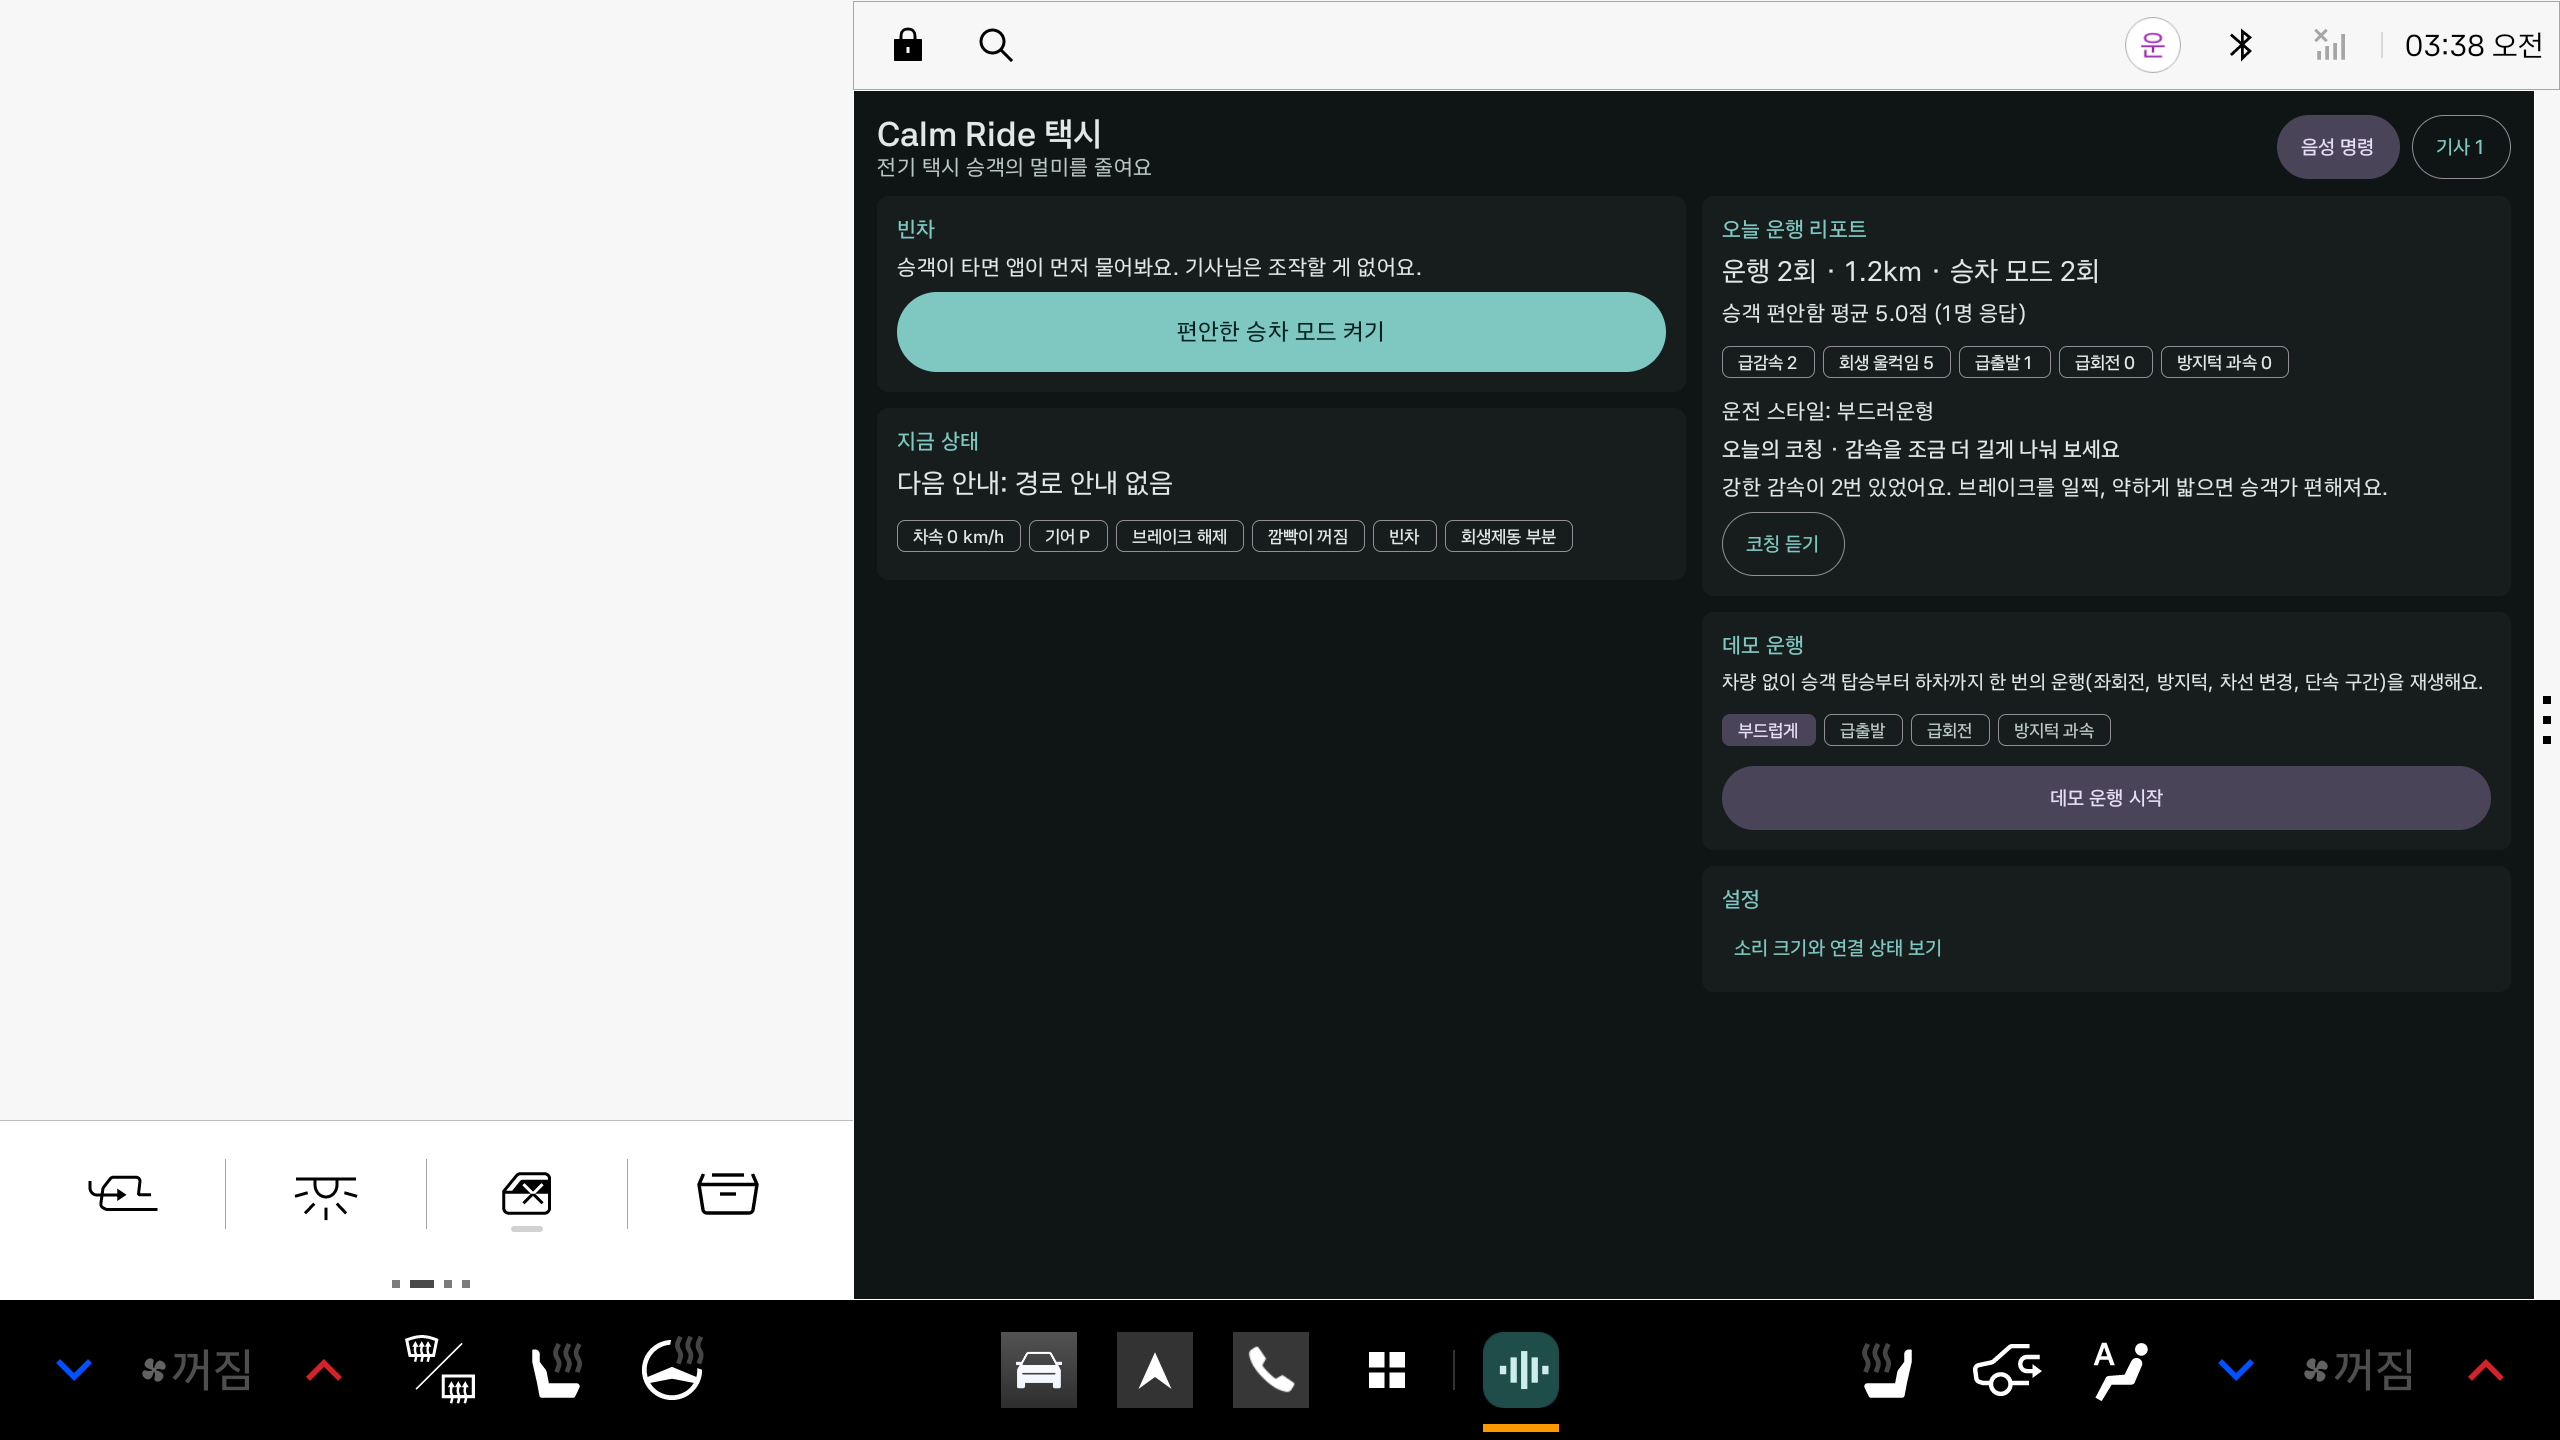 운
03:38 오전
Calm Ride 택시
전기 택시 승객의 멀미를 줄여요
음성 명령
기사 1
빈차
승객이 타면 앱이 먼저 물어봐요. 기사님은 조작할 게 없어요.
편안한 승차 모드 켜기
지금 상태
다음 안내: 경로 안내 없음
차속 0 km/h
기어 P
브레이크 해제
깜빡이 꺼짐
빈차
회생제동 부분
오늘 운행 리포트
운행 2회 · 1.2km · 승차 모드 2회
승객 편안함 평균 5.0점 (1명 응답)
급감속 2
회생 울컥임 5
급출발 1
급회전 0
방지턱 과속 0
운전 스타일: 부드러운형
오늘의 코칭 · 감속을 조금 더 길게 나눠 보세요
강한 감속이 2번 있었어요. 브레이크를 일찍, 약하게 밟으면 승객가 편해져요.
코칭 듣기
데모 운행
차량 없이 승객 탑승부터 하차까지 한 번의 운행(좌회전, 방지턱, 차선 변경, 단속 구간)을 재생해요.
부드럽게
급출발
급회전
방지턱 과속
데모 운행 시작
설정
소리 크기와 연결 상태 보기
꺼짐
A
꺼짐